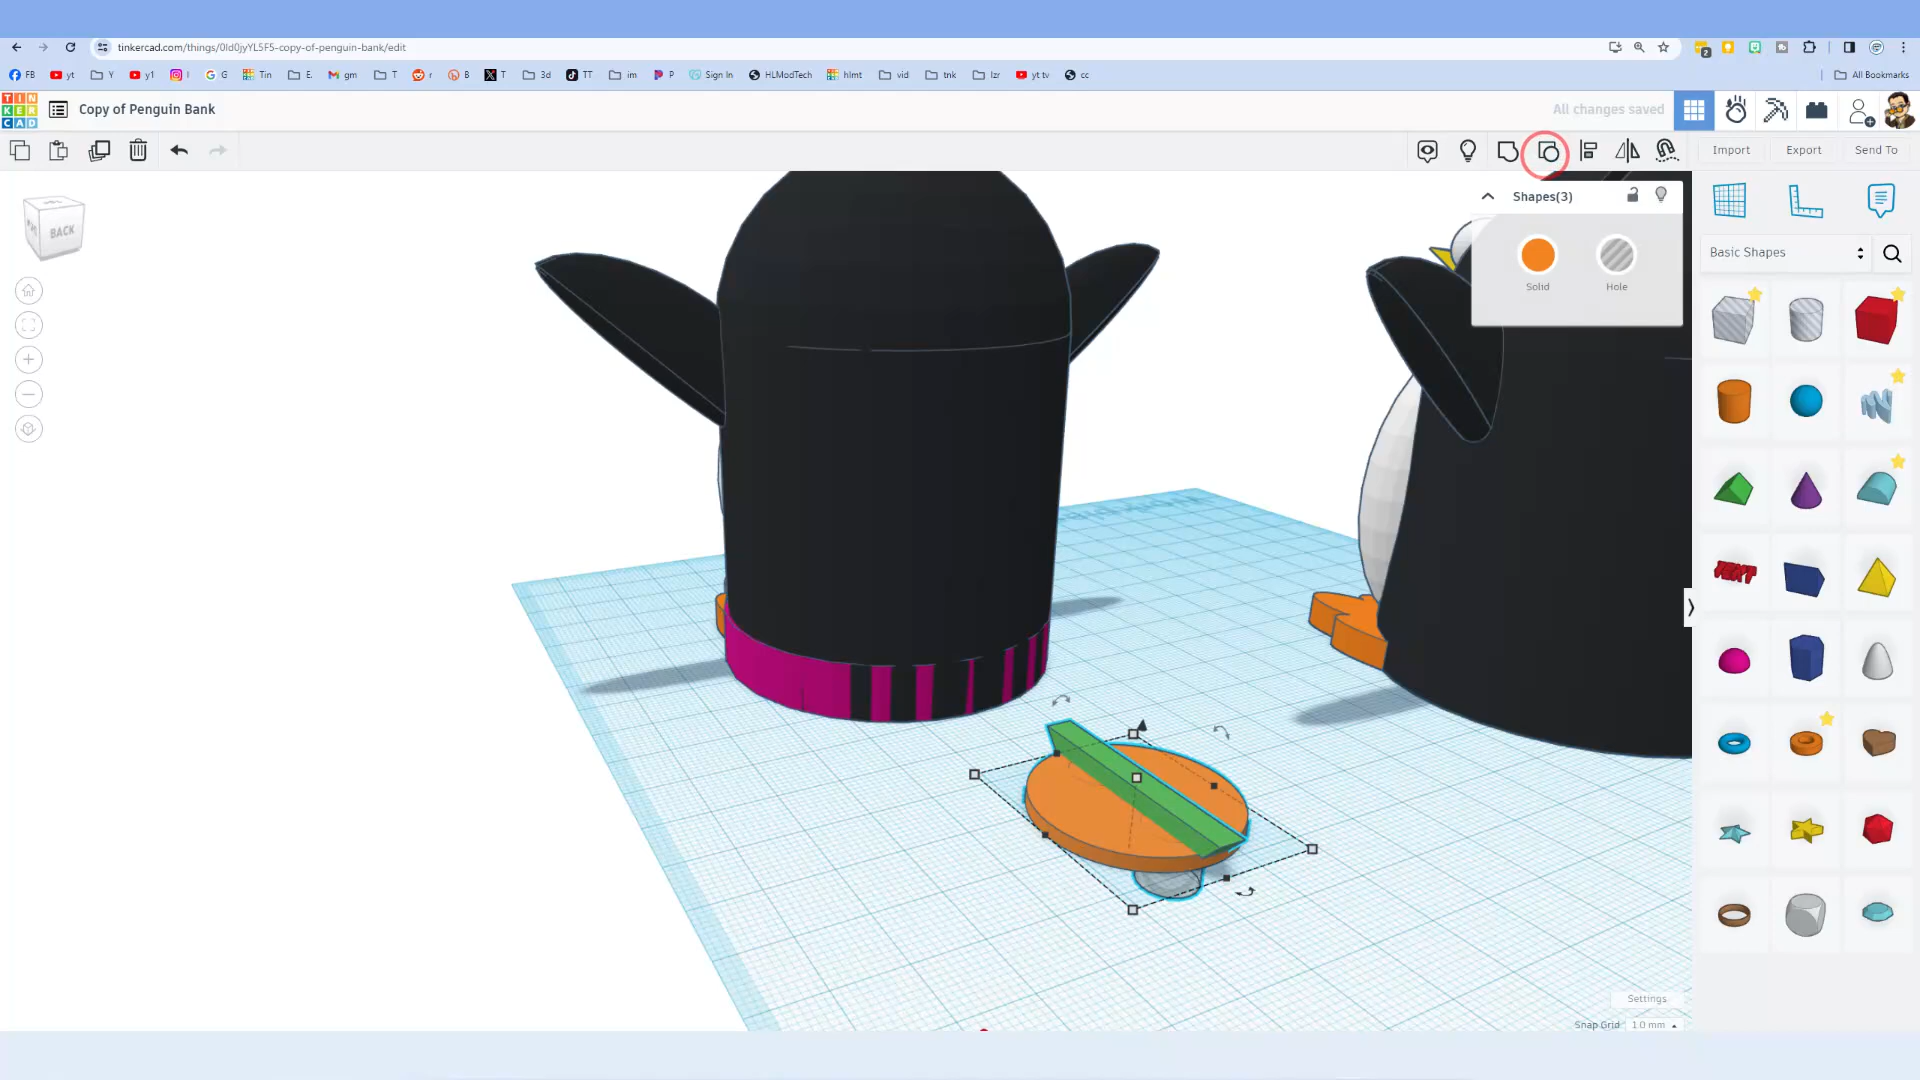 tinkercad.com/things/0ld0jyYL5F5-copy-of-penguin-bank/edit
FB yt Y y1 I G Tin E. gm T r B T 3d TT im P Sign In HLModTech hlmt vid tnk lzr yt tv cc All Bookmarks
TIN
KER
CAD
Copy of Penguin Bank
All changes saved
Import Export Send To
BACK
Shapes(3)
Solid Hole
Basic Shapes
TEXT
Settings
Snap Grid 1.0 mm